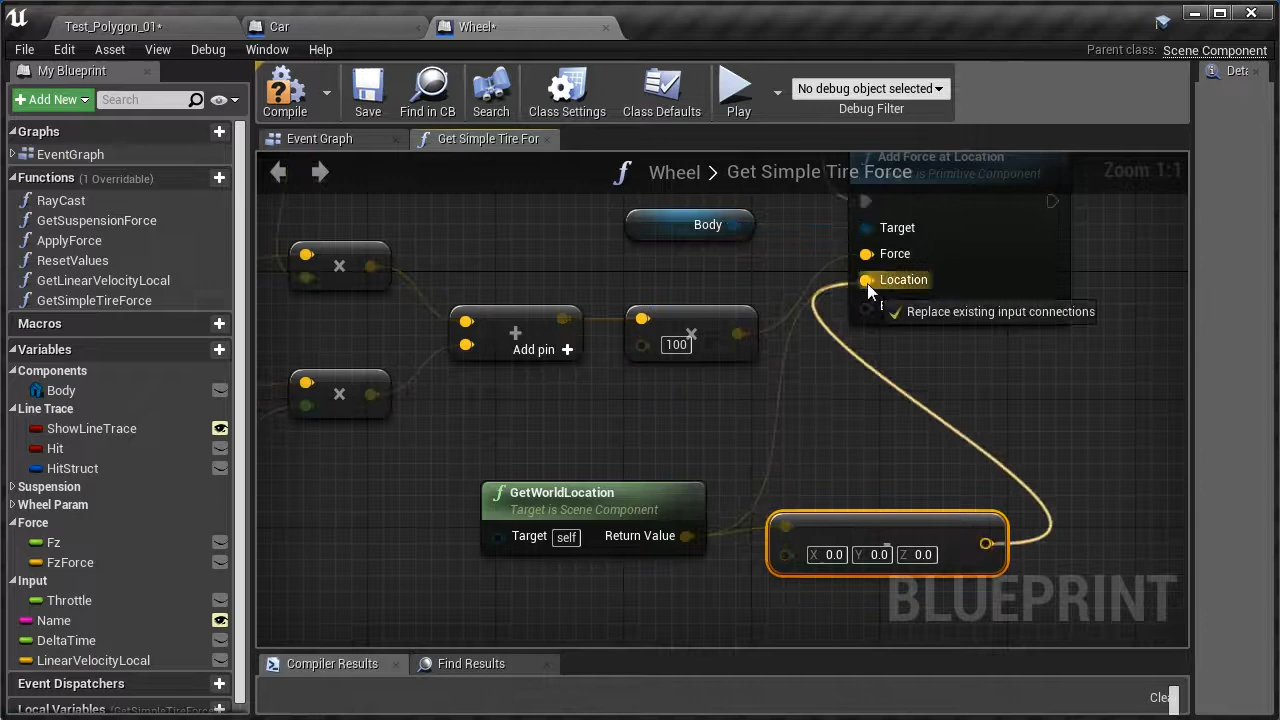 Test_Polygon_01*
Car
Wheel*
File Edit Asset View Debug Window Help
Parent class: Scene Component
My Blueprint
Add New
Search
Compile
Save
Find in CB
Search
Class Settings
Class Defaults
Play
No debug object selected
Debug Filter
Graphs
EventGraph
Functions (1 Overridable)
RayCast
GetSuspensionForce
ApplyForce
ResetValues
GetLinearVelocityLocal
GetSimpleTireForce
Macros
Variables
Components
Body
Line Trace
ShowLineTrace
Hit
HitStruct
Suspension
Wheel Param
Force
Fz
FzForce
Input
Throttle
Name
DeltaTime
LinearVelocityLocal
Event Dispatchers
Local Variables (GetSimpleTireFor
Event Graph
Get Simple Tire For
Wheel > Get Simple Tire Force
Zoom 1:1
Add Force at Location
is Primitive Component
Body
Target
Force
Location
Replace existing input connections
×
+
Add pin +
×
100
×
GetWorldLocation
Target is Scene Component
Target self
Return Value
-
X 0.0 Y 0.0 Z 0.0
BLUEPRINT
Compiler Results
Find Results
Clea